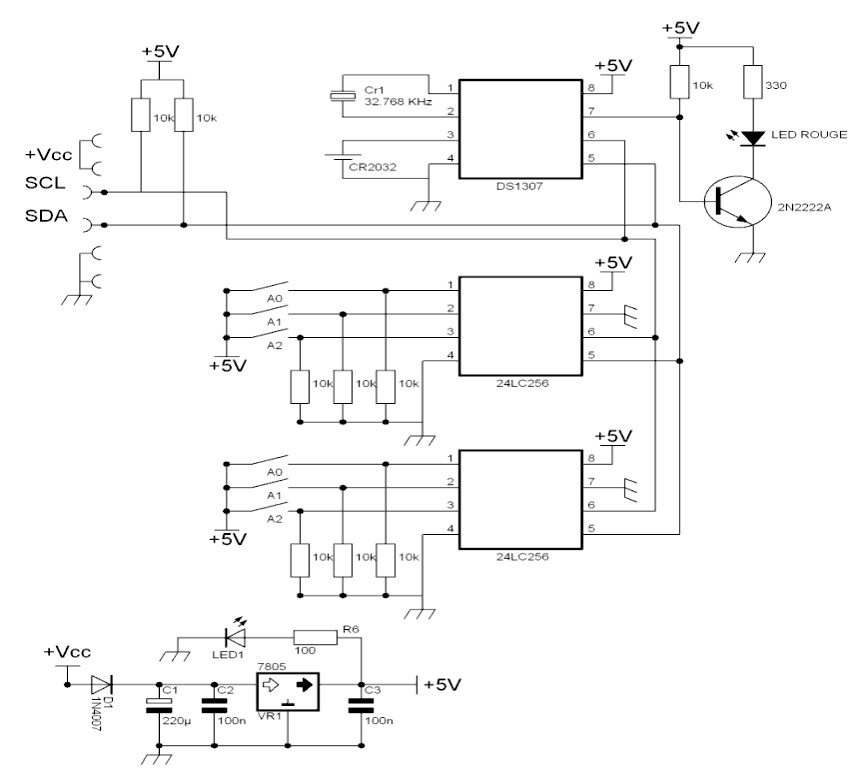 +5V
10k
10k
+Vcc
SCL
SDA
Cr1
32.768 KHz
CR2032
1
2
3
4
8
7
6
5
DS1307
+5V
+5V
10k
330
LED ROUGE
2N2222A
A0
A1
A2
+5V
10k
10k
10k
1
2
3
4
8
7
6
5
24LC256
+5V
A0
A1
A2
+5V
10k
10k
10k
1
2
3
4
8
7
6
5
24LC256
+5V
+Vcc
D1
1N4007
C1
220µ
C2
100n
LED1
100
R6
7805
VR1
C3
100n
+5V